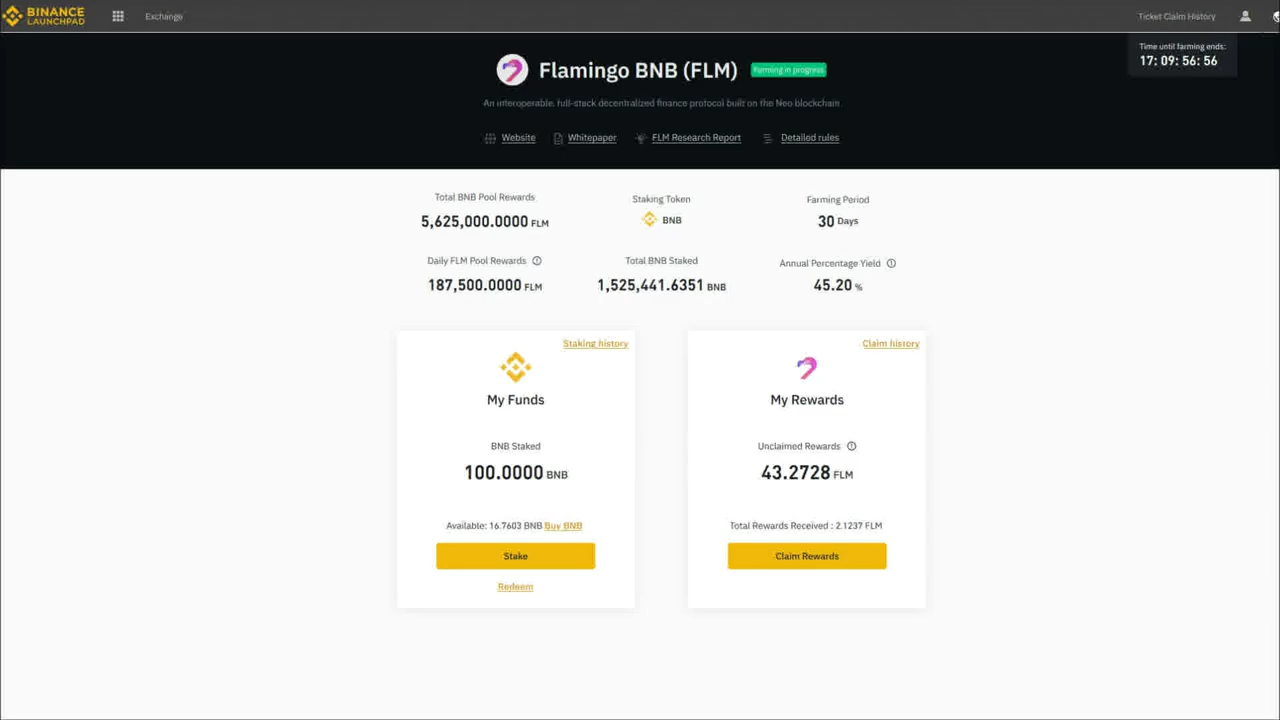 BINANCE
LAUNCHPAD
Exchange
Ticket Claim History
Time until farming ends:
17: 09: 56: 56
Flamingo BNB (FLM)
Farming in progress
An interoperable, full-stack decentralized finance protocol built on the Neo blockchain
Website
Whitepaper
FLM Research Report
Detailed rules
Total BNB Pool Rewards
5,625,000.0000 FLM
Staking Token
BNB
Farming Period
30 Days
Daily FLM Pool Rewards
187,500.0000 FLM
Total BNB Staked
1,525,441.6351 BNB
Annual Percentage Yield
45.20 %
Staking history
My Funds
BNB Staked
100.0000 BNB
Available: 16.7603 BNB Buy BNB
Stake
Redeem
Claim history
My Rewards
Unclaimed Rewards
43.2728 FLM
Total Rewards Received : 2.1237 FLM
Claim Rewards